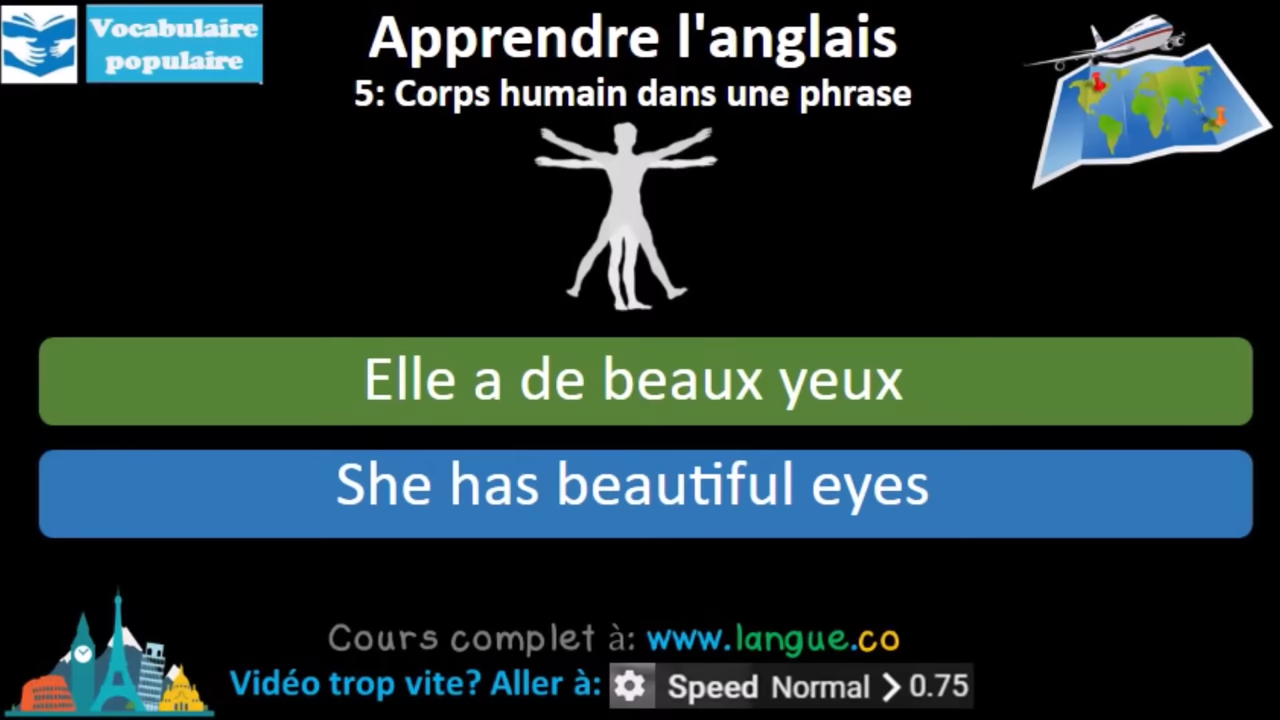 Vocabulaire
populaire
Apprendre l'anglais
5: Corps humain dans une phrase
Elle a de beaux yeux
She has beautiful eyes
Cours complet à: www.langue.co
Vidéo trop vite? Aller à: Speed Normal > 0.75